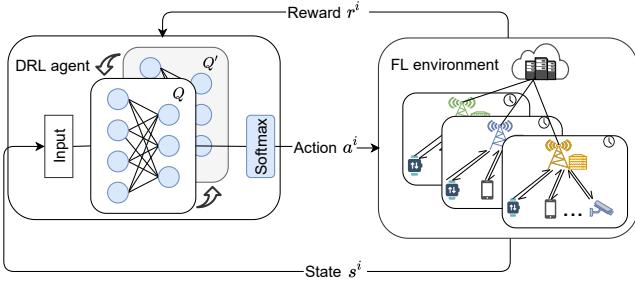 Reward r^i
DRL agent
Q'
Q
Input
Softmax
Action a^i
FL environment
...
State s^i